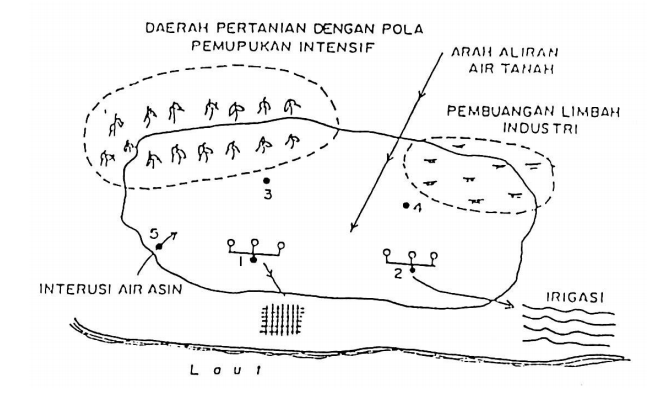 DAERAH PERTANIAN DENGAN POLA
PEMUPUKAN INTENSIF
ARAH ALIRAN
AIR TANAH
PEMBUANGAN LIMBAH
INDUSTRI
3
4
5
1
2
INTERUSI AIR ASIN
IRIGASI
Laut